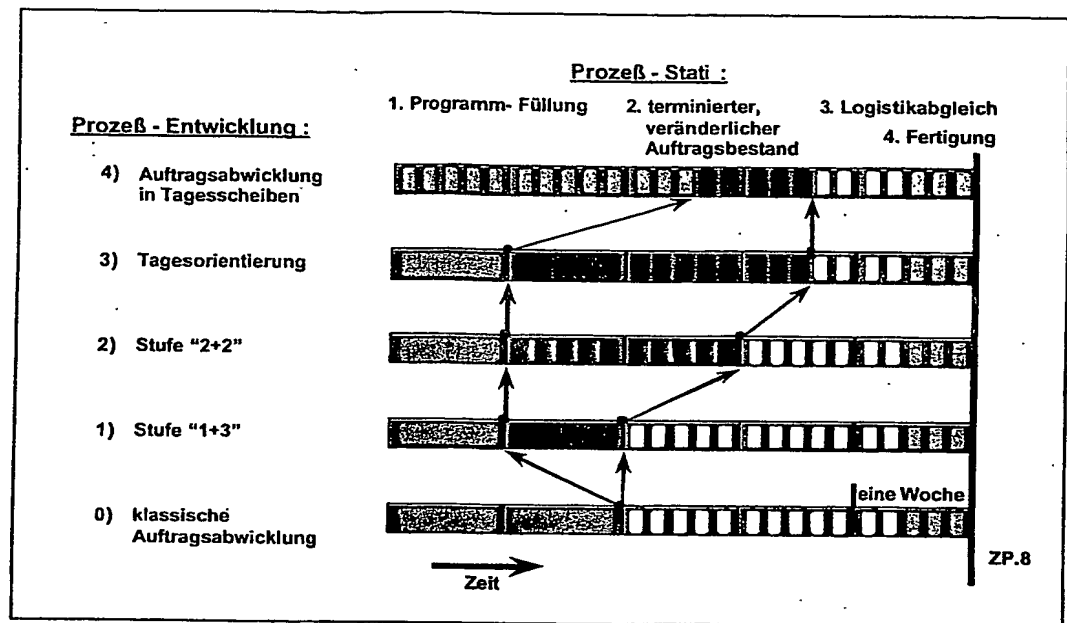 Prozeß - Stati :
1. Programm- Füllung
2. terminierter,
veränderlicher
Auftragsbestand
3. Logistikabgleich
4. Fertigung
Prozeß - Entwicklung :
4) Auftragsabwicklung
in Tagesscheiben
3) Tagesorientierung
2) Stufe "2+2"
1) Stufe "1+3"
eine Woche
0) klassische
Auftragsabwicklung
ZP.8
Zeit